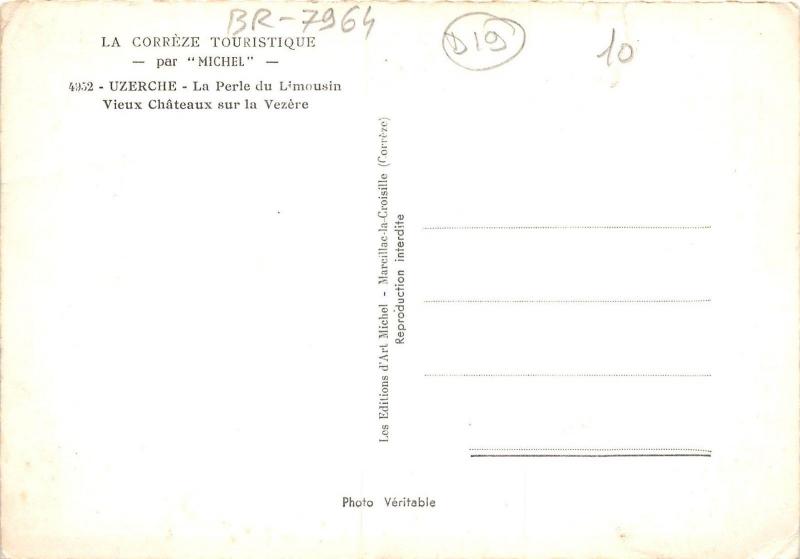 BR-7964
D19
10
LA CORRÈZE TOURISTIQUE
— par "MICHEL" —
4952 - UZERCHE - La Perle du Limousin
Vieux Châteaux sur la Vezère
Les Editions d'Art Michel - Marcillac-la-Croisille (Corrèze)
Reproduction interdite
Photo Véritable